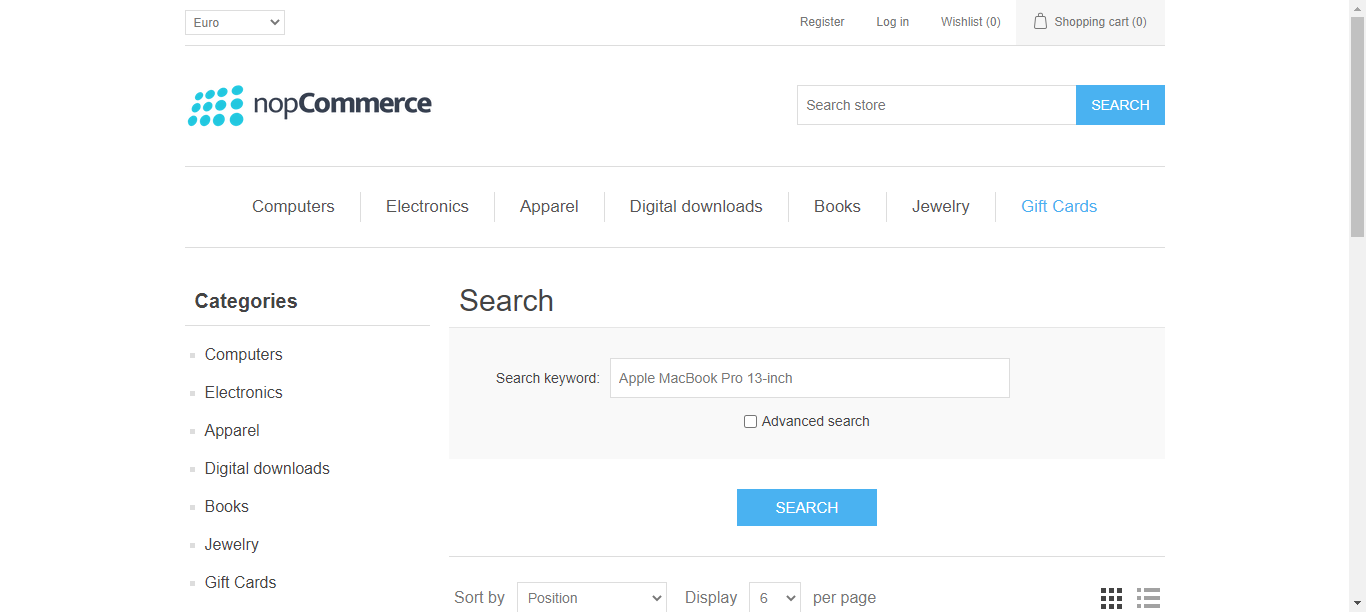 Euro
Register Log in Wishlist (0) Shopping cart (0)
nopCommerce
Search store SEARCH
Computers Electronics Apparel Digital downloads Books Jewelry Gift Cards
Categories
Computers
Electronics
Apparel
Digital downloads
Books
Jewelry
Gift Cards
Search
Search keyword: Apple MacBook Pro 13-inch
Advanced search
SEARCH
Sort by Position Display 6 per page